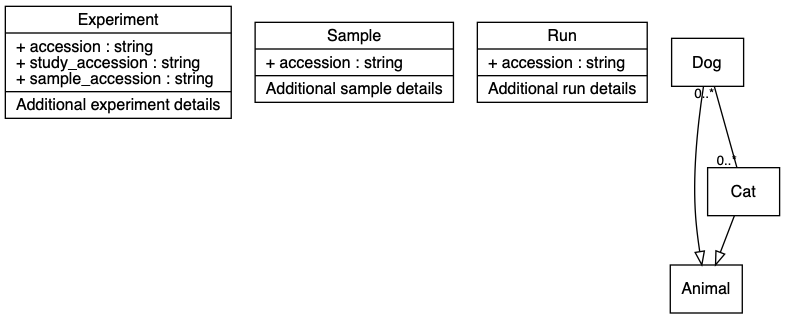 Experiment
+ accession : string
+ study_accession : string
+ sample_accession : string
Additional experiment details
Sample
+ accession : string
Additional sample details
Run
+ accession : string
Additional run details
Dog
0..*
0..*
Cat
Animal